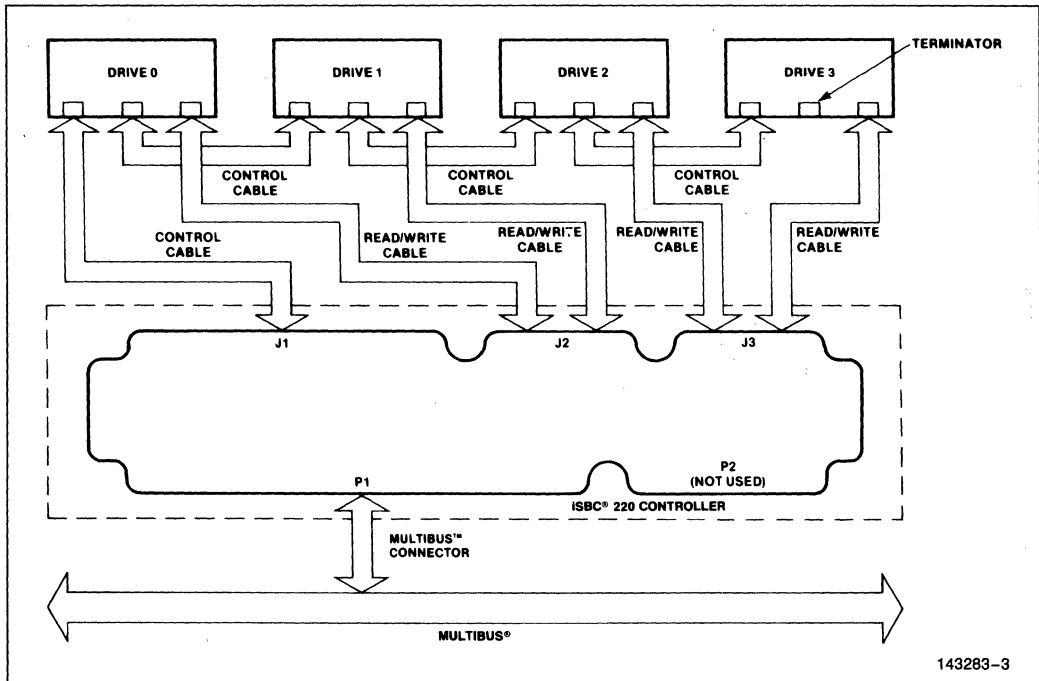 DRIVE 0
DRIVE 1
DRIVE 2
DRIVE 3
TERMINATOR
CONTROL
CABLE
CONTROL
CABLE
CONTROL
CABLE
CONTROL
CABLE
READ/WRITE
CABLE
READ/WRITE
CABLE
READ/WRITE
CABLE
READ/WRITE
CABLE
J1
J2
J3
P1
P2
(NOT USED)
iSBC® 220 CONTROLLER
MULTIBUS™
CONNECTOR
MULTIBUS®
143283–3